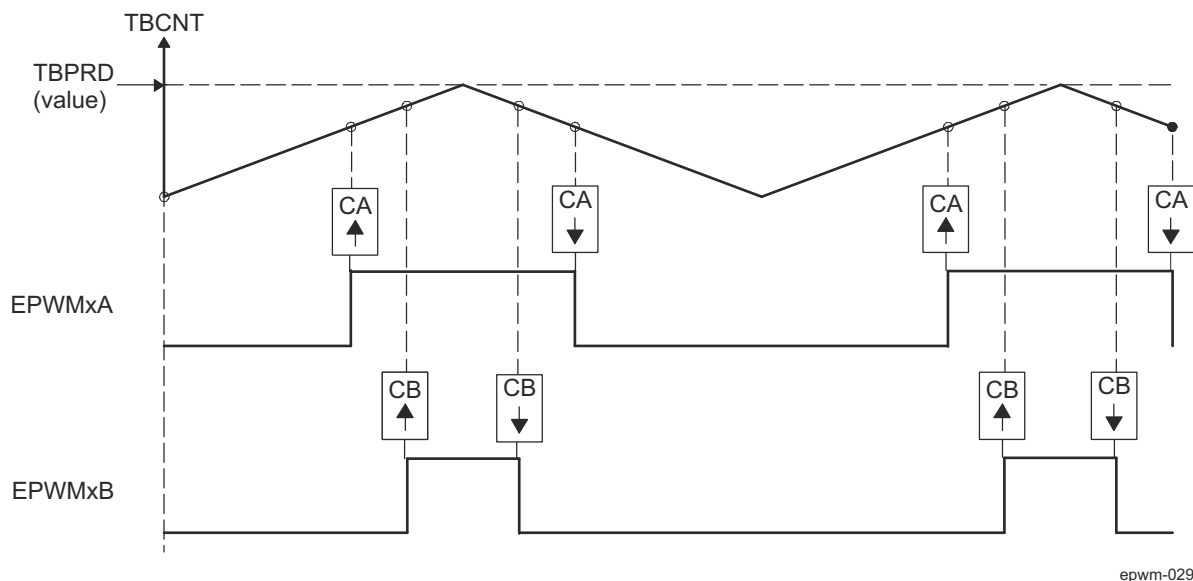 TBCNT
TBPRD
(value)
CA
CA
CA
CA
EPWMxA
CB
CB
CB
CB
EPWMxB
epwm-029